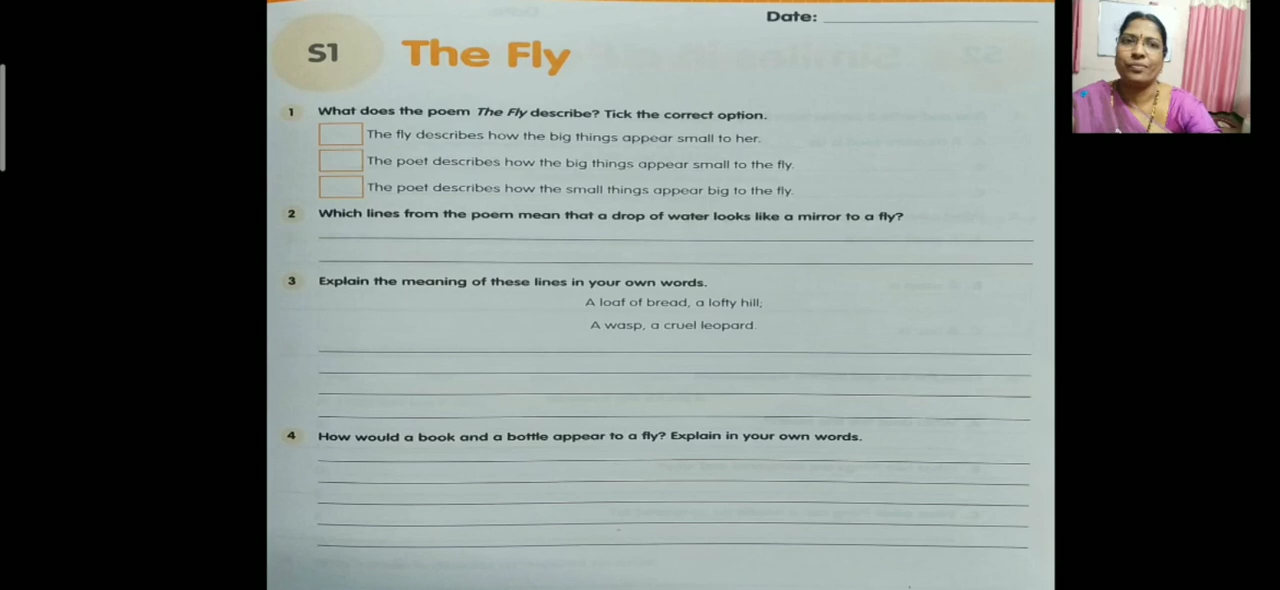 Date:
S1 The Fly
1 What does the poem The Fly describe? Tick the correct option.
The fly describes how the big things appear small to her.
The poet describes how the big things appear small to the fly.
The poet describes how the small things appear big to the fly.
2 Which lines from the poem mean that a drop of water looks like a mirror to a fly?
3 Explain the meaning of these lines in your own words.
A loaf of bread, a lofty hill;
A wasp, a cruel leopard.
4 How would a book and a bottle appear to a fly? Explain in your own words.